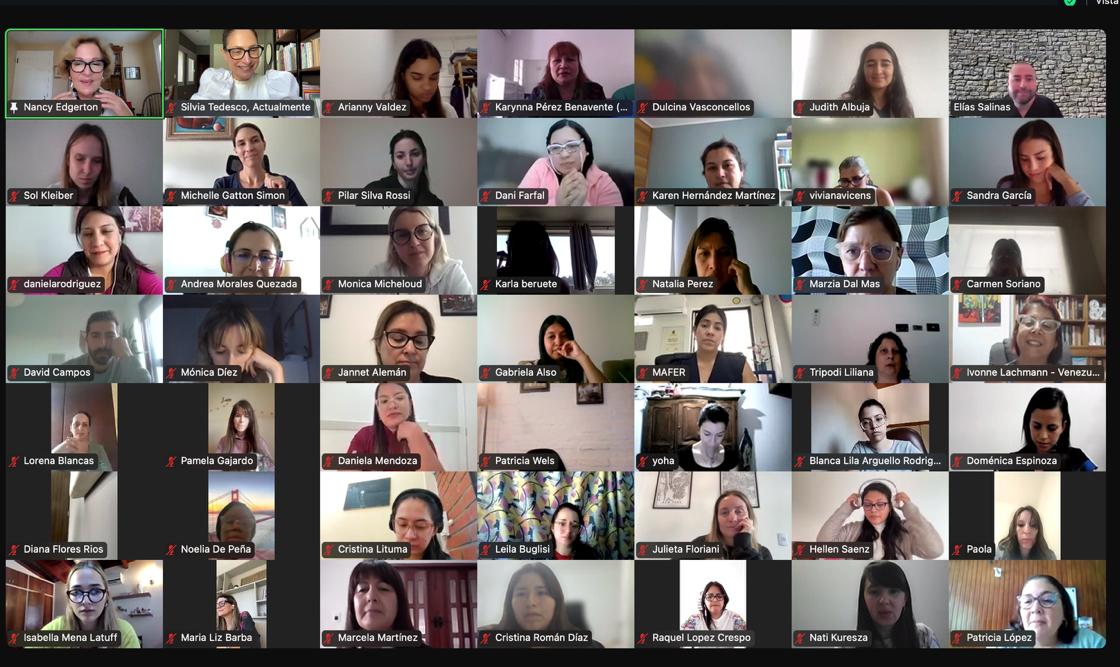 Vista
Nancy Edgerton
Silvia Tedesco, Actualmente
Arianny Valdez
Karynna Pérez Benavente (...
Dulcina Vasconcellos
Judith Albuja
Elías Salinas
Sol Kleiber
Michelle Gatton Simon
Pilar Silva Rossi
Dani Farfal
Karen Hernández Martínez
vivianavicens
Sandra García
danielarodriguez
Andrea Morales Quezada
Monica Micheloud
Karla beruete
Natalia Perez
Marzia Dal Mas
Carmen Soriano
David Campos
Mónica Díez
Jannet Alemán
Gabriela Also
MAFER
Tripodi Liliana
Ivonne Lachmann - Venezu...
Lorena Blancas
Pamela Gajardo
Daniela Mendoza
Patricia Wels
yoha
Blanca Lila Arguello Rodrig...
Doménica Espinoza
Diana Flores Rios
Noelia De Peña
Cristina Lituma
Leila Buglisi
Julieta Floriani
Hellen Saenz
Paola
Isabella Mena Latuff
Maria Liz Barba
Marcela Martínez
Cristina Román Díaz
Raquel Lopez Crespo
Nati Kuresza
Patricia López